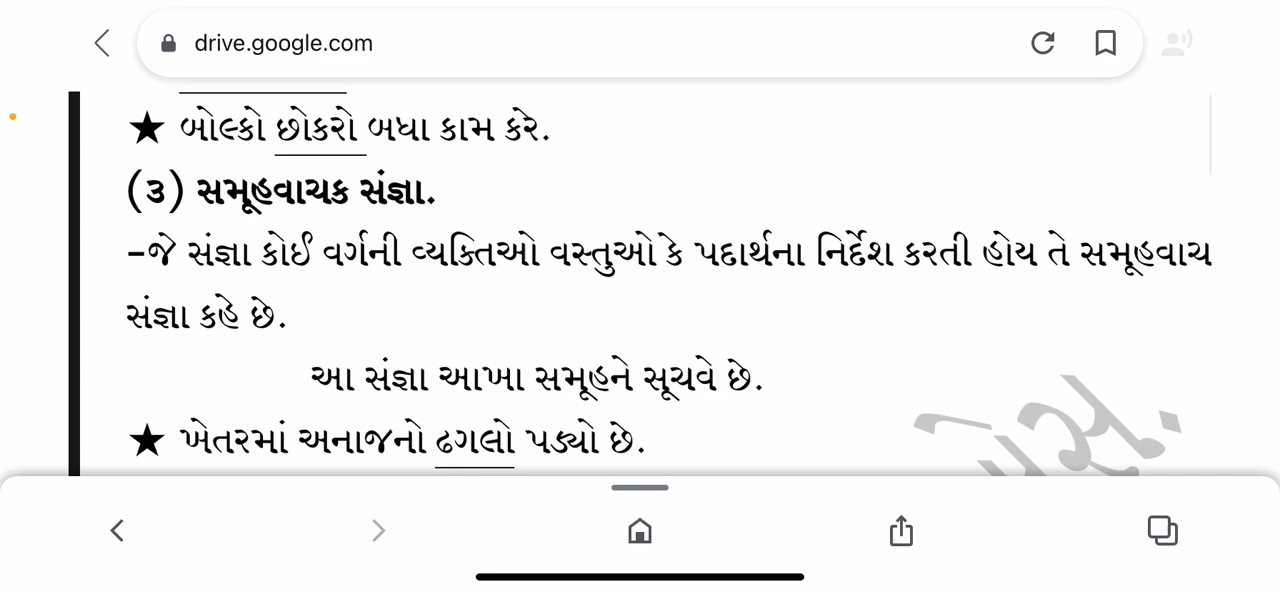 drive.google.com
★ બોલ્કો છોકરો બધા કામ કરે.
(૩) સમૂહવાચક સંજ્ઞા.
-જે સંજ્ઞા કોઈ વર્ગની વ્યક્તિઓ વસ્તુઓ કે પદાર્થના નિર્દેશ કરતી હોય તે સમૂહવાચ
સંજ્ઞા કહે છે.
આ સંજ્ઞા આખા સમૂહને સૂચવે છે.
★ ખેતરમાં અનાજનો ઢગલો પડ્યો છે.